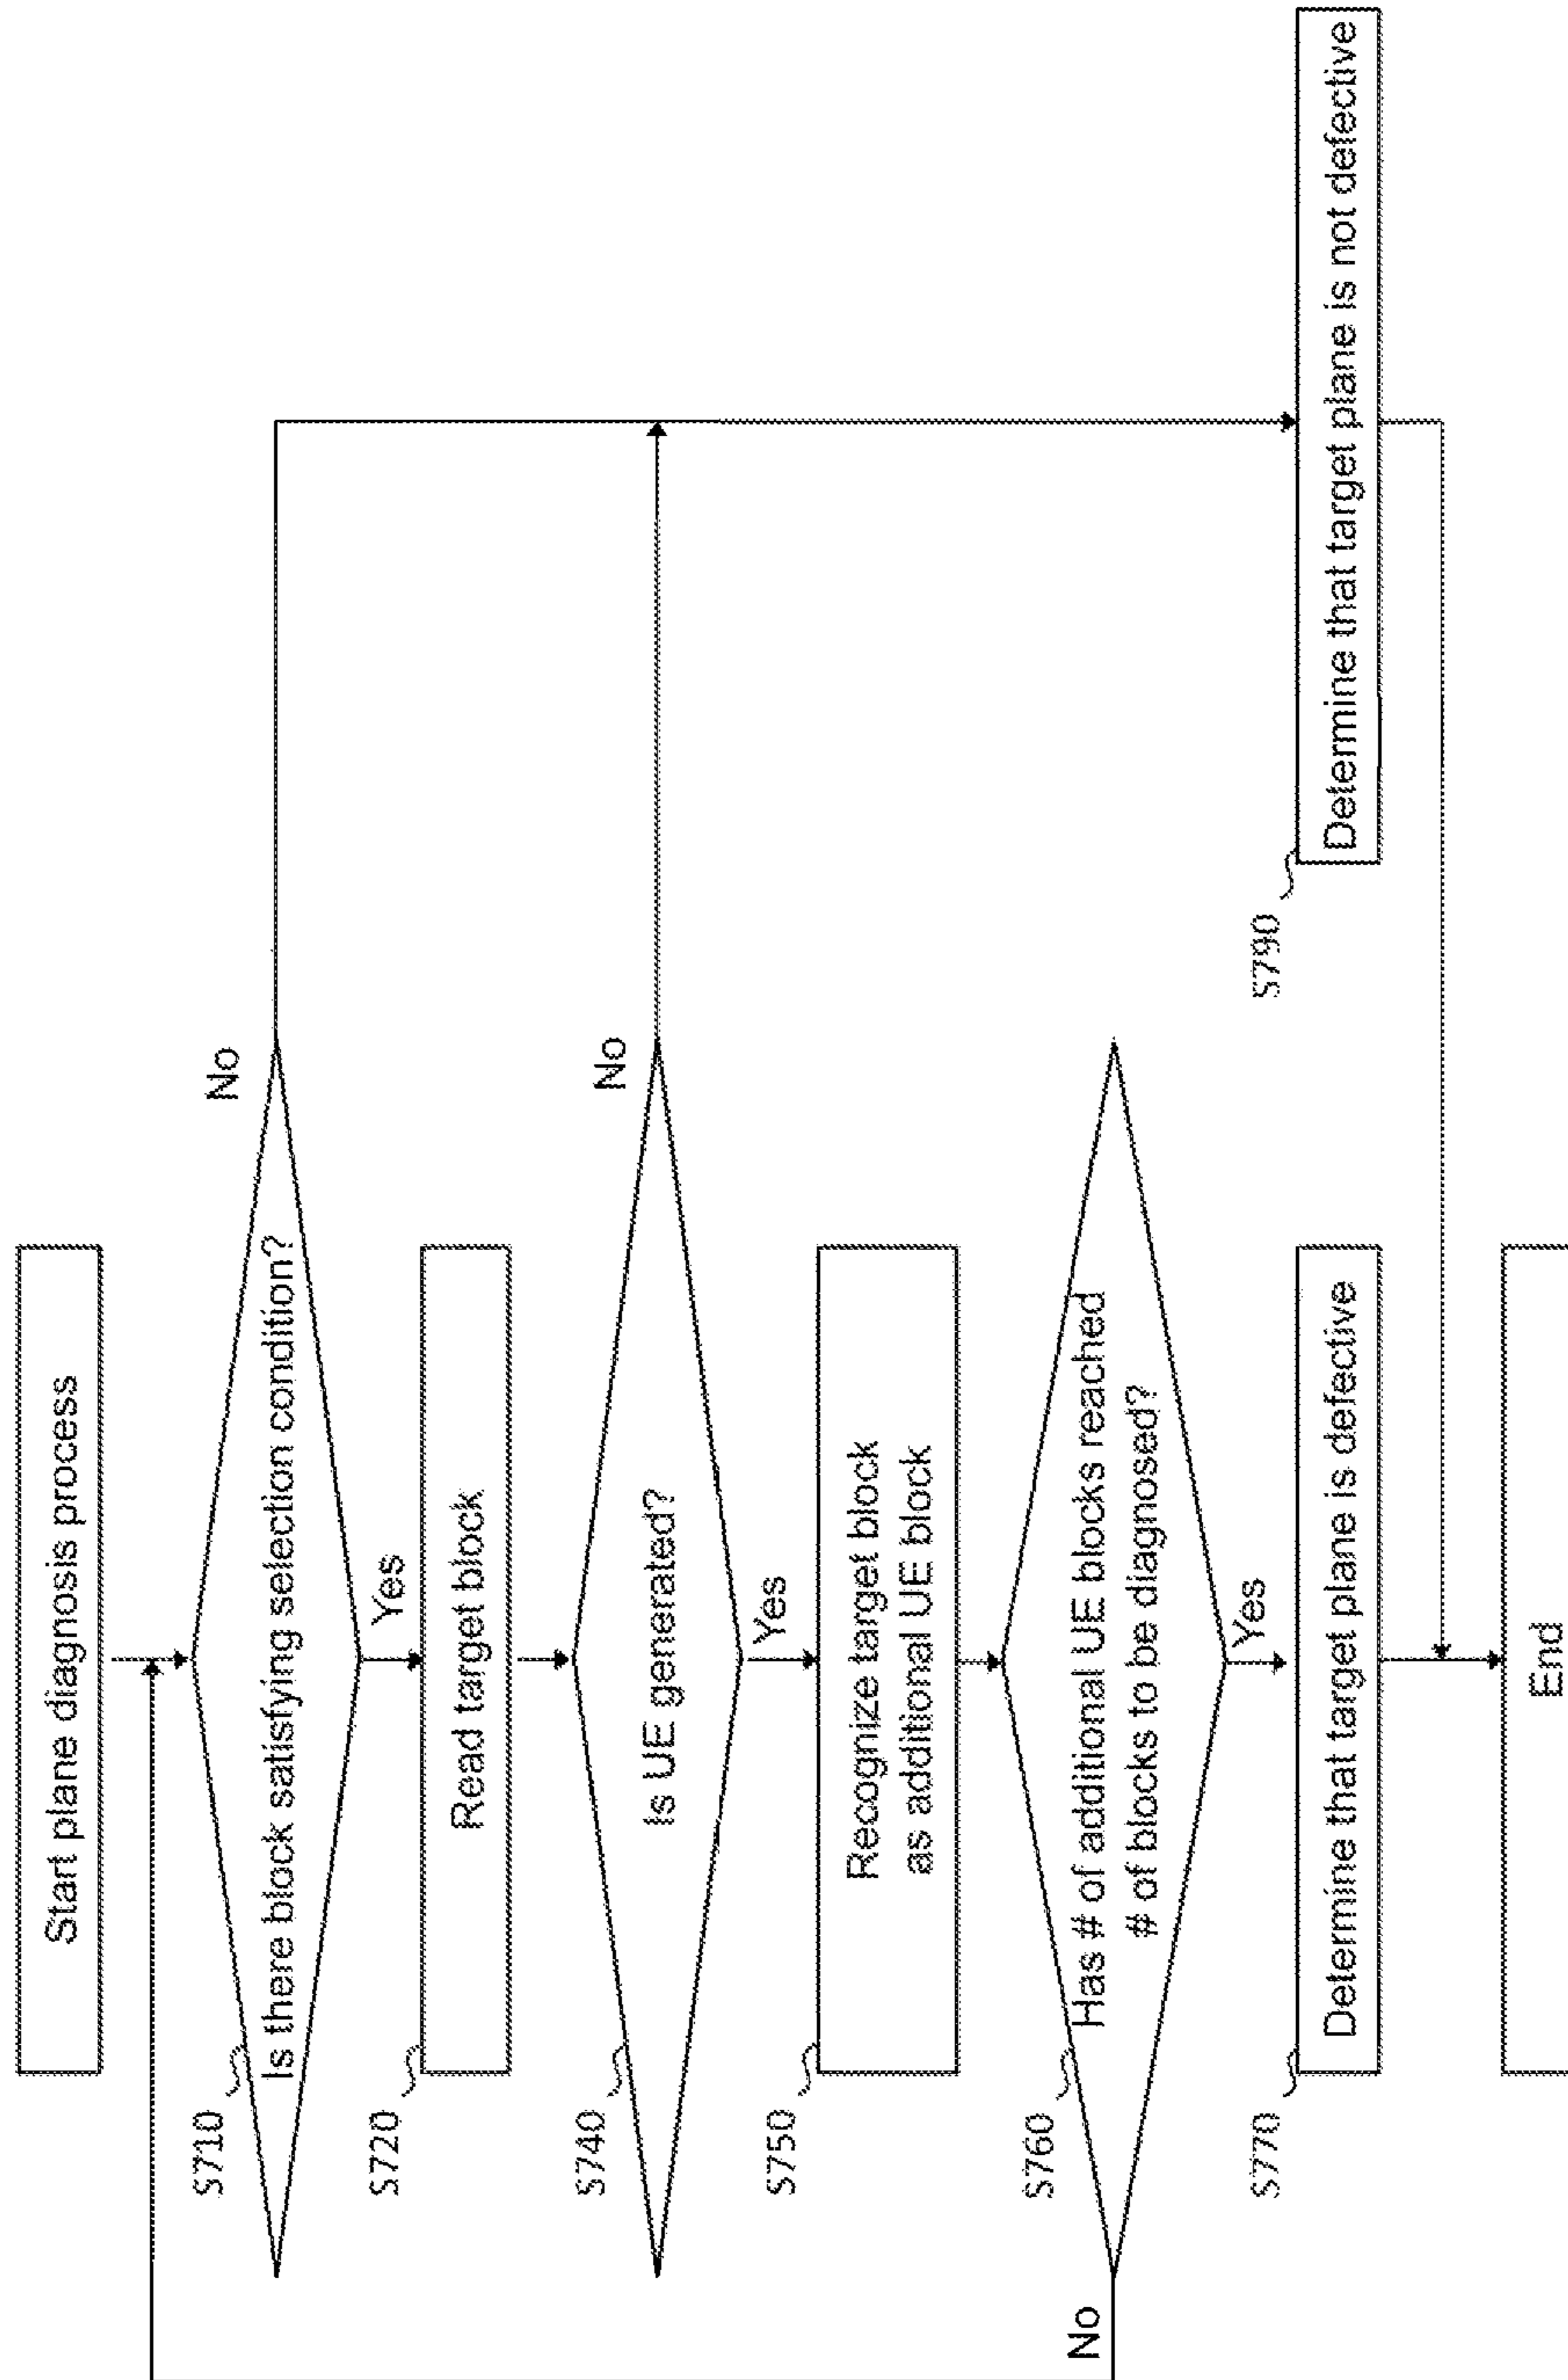 Start plane diagnosis process
S710
Is there block satisfying selection condition?
No
Yes
S720
Read target block
S740
Is UE generated?
No
Yes
S750
Recognize target block
as additional UE block
S760
Has # of additional UE blocks reached
# of blocks to be diagnosed?
No
Yes
S770
Determine that target plane is defective
S790
Determine that target plane is not defective
End